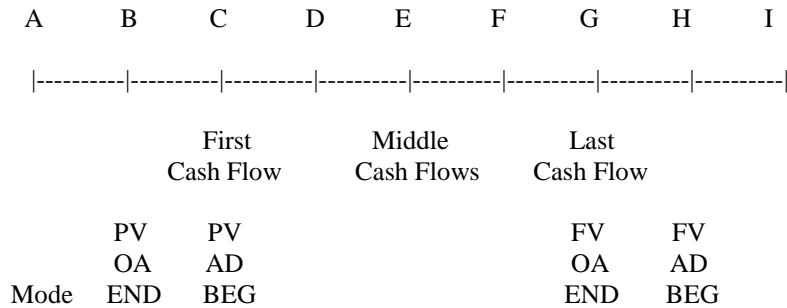 A B C D E F G H I
|----------|----------|----------|----------|----------|----------|----------|----------|
First Middle Last
Cash Flow Cash Flows Cash Flow
PV PV FV FV
OA AD OA AD
Mode END BEG END BEG